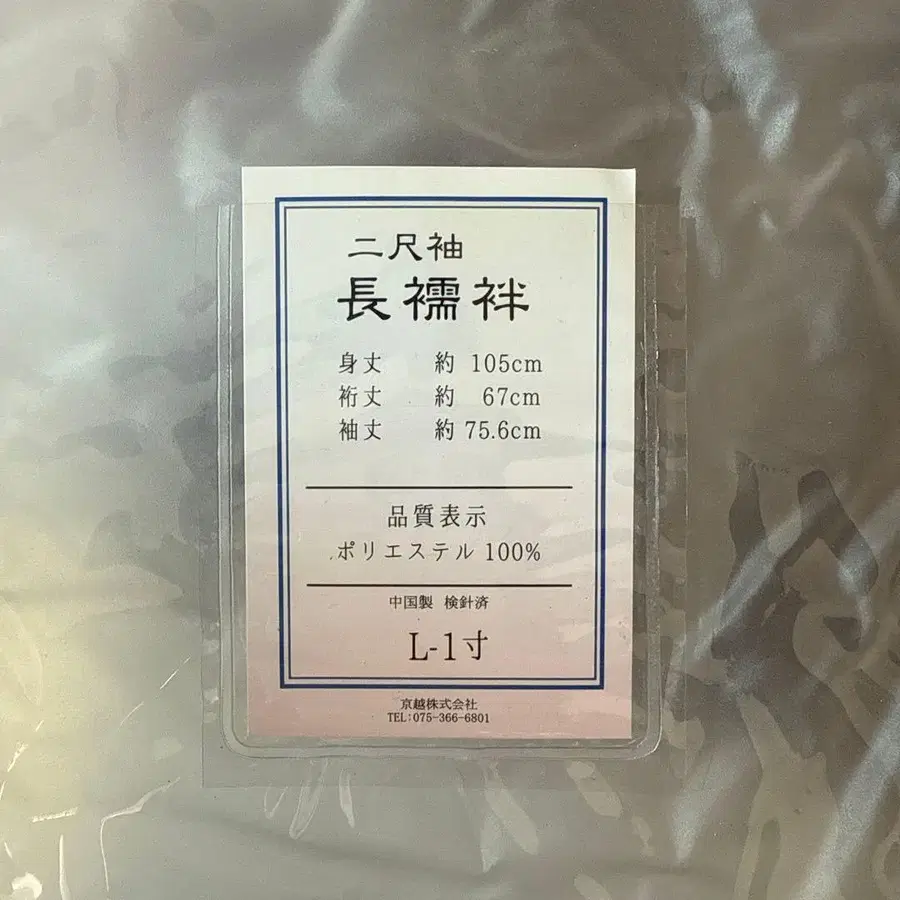 二尺袖
長襦袢
身丈 約 105cm
裄丈 約 67cm
袖丈 約 75.6cm
品質表示
ポリエステル 100%
中国製 検針済
L-1寸
京越株式会社
TEL:075-366-6801